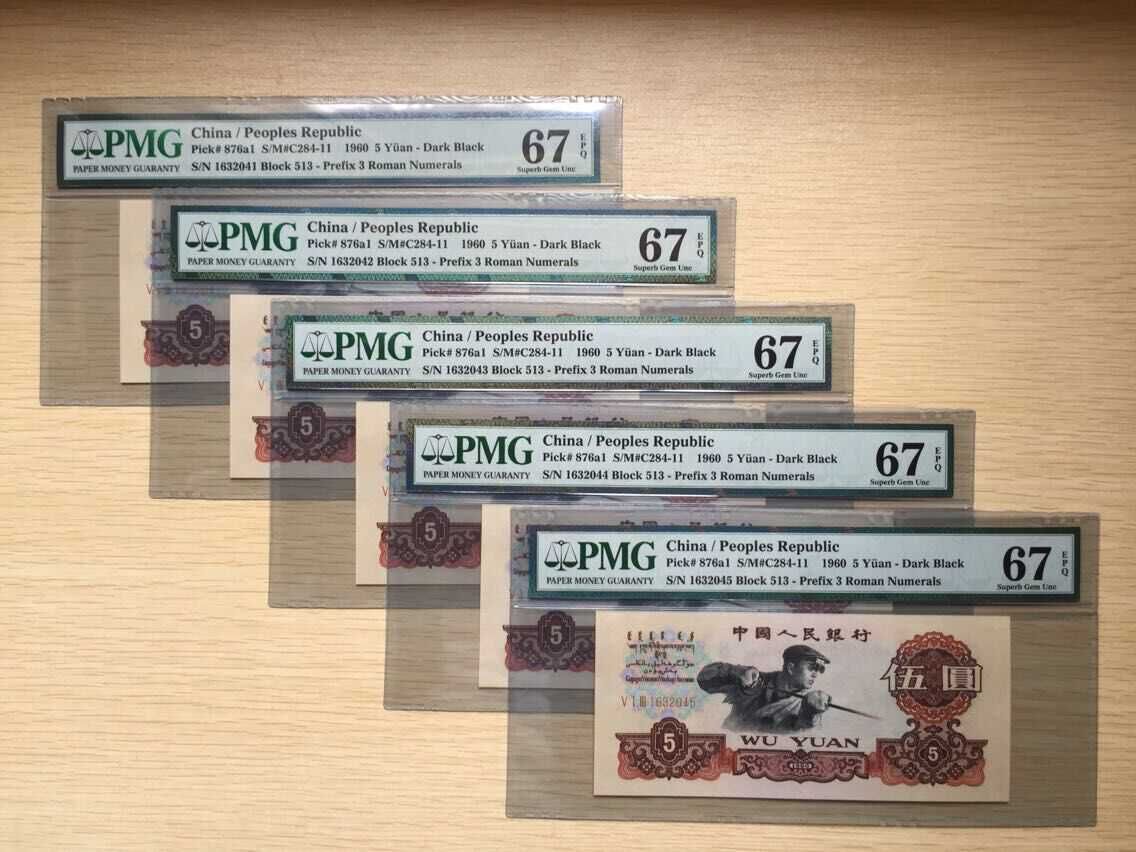 PMG
PAPER MONEY GUARANTY
China / Peoples Republic
Pick# 876a1 S/M#C284-11 1960 5 Yüan - Dark Black
S/N 1632041 Block 513 - Prefix 3 Roman Numerals
67 EPQ
Superb Gem Unc
5
PMG
PAPER MONEY GUARANTY
China / Peoples Republic
Pick# 876a1 S/M#C284-11 1960 5 Yüan - Dark Black
S/N 1632042 Block 513 - Prefix 3 Roman Numerals
67 EPQ
Superb Gem Unc
5
PMG
PAPER MONEY GUARANTY
China / Peoples Republic
Pick# 876a1 S/M#C284-11 1960 5 Yüan - Dark Black
S/N 1632043 Block 513 - Prefix 3 Roman Numerals
67 EPQ
Superb Gem Unc
5
PMG
PAPER MONEY GUARANTY
China / Peoples Republic
Pick# 876a1 S/M#C284-11 1960 5 Yüan - Dark Black
S/N 1632044 Block 513 - Prefix 3 Roman Numerals
67 EPQ
Superb Gem Unc
5
PMG
PAPER MONEY GUARANTY
China / Peoples Republic
Pick# 876a1 S/M#C284-11 1960 5 Yüan - Dark Black
S/N 1632045 Block 513 - Prefix 3 Roman Numerals
67 EPQ
Superb Gem Unc
中國人民銀行
伍圓
V I III 1632045
WU YUAN
5
1960
5